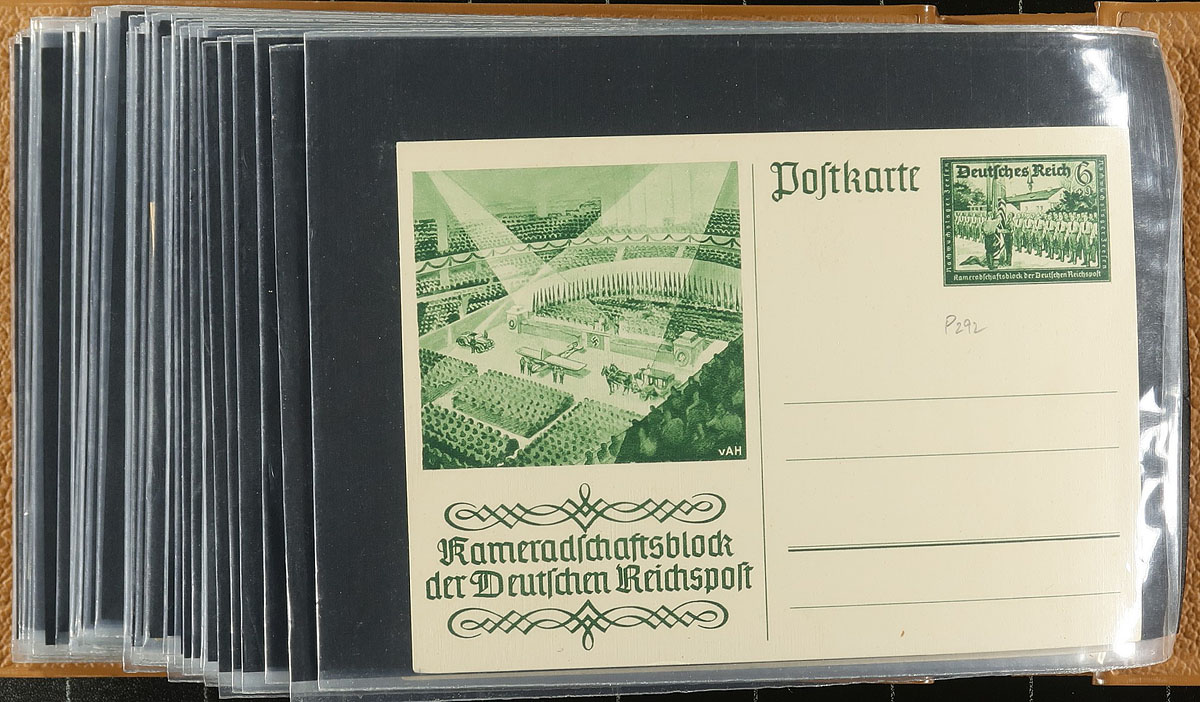 Postkarte
Deutsches Reich 6
Kameradschaftsblock der Deutschen Reichspost
P292
vAH
Kameradschaftsblock
der Deutschen Reichspost